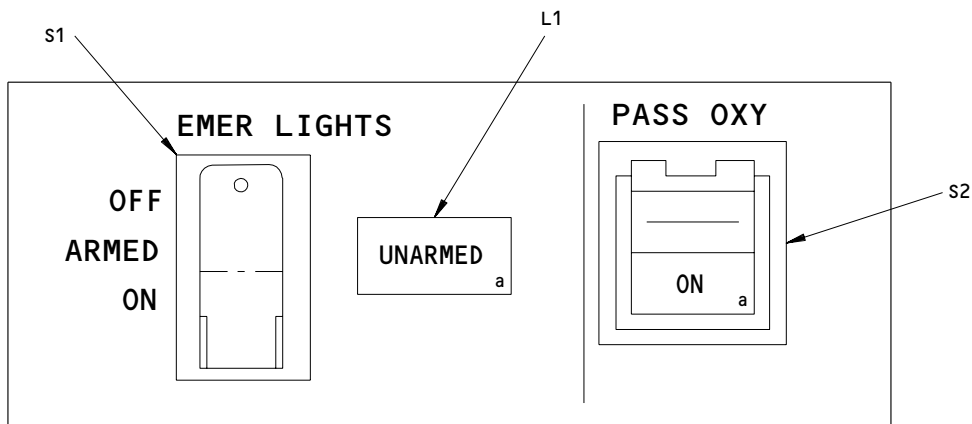 S1
L1
EMER LIGHTS
PASS OXY
OFF
ARMED
ON
UNARMED
a
ON
a
S2